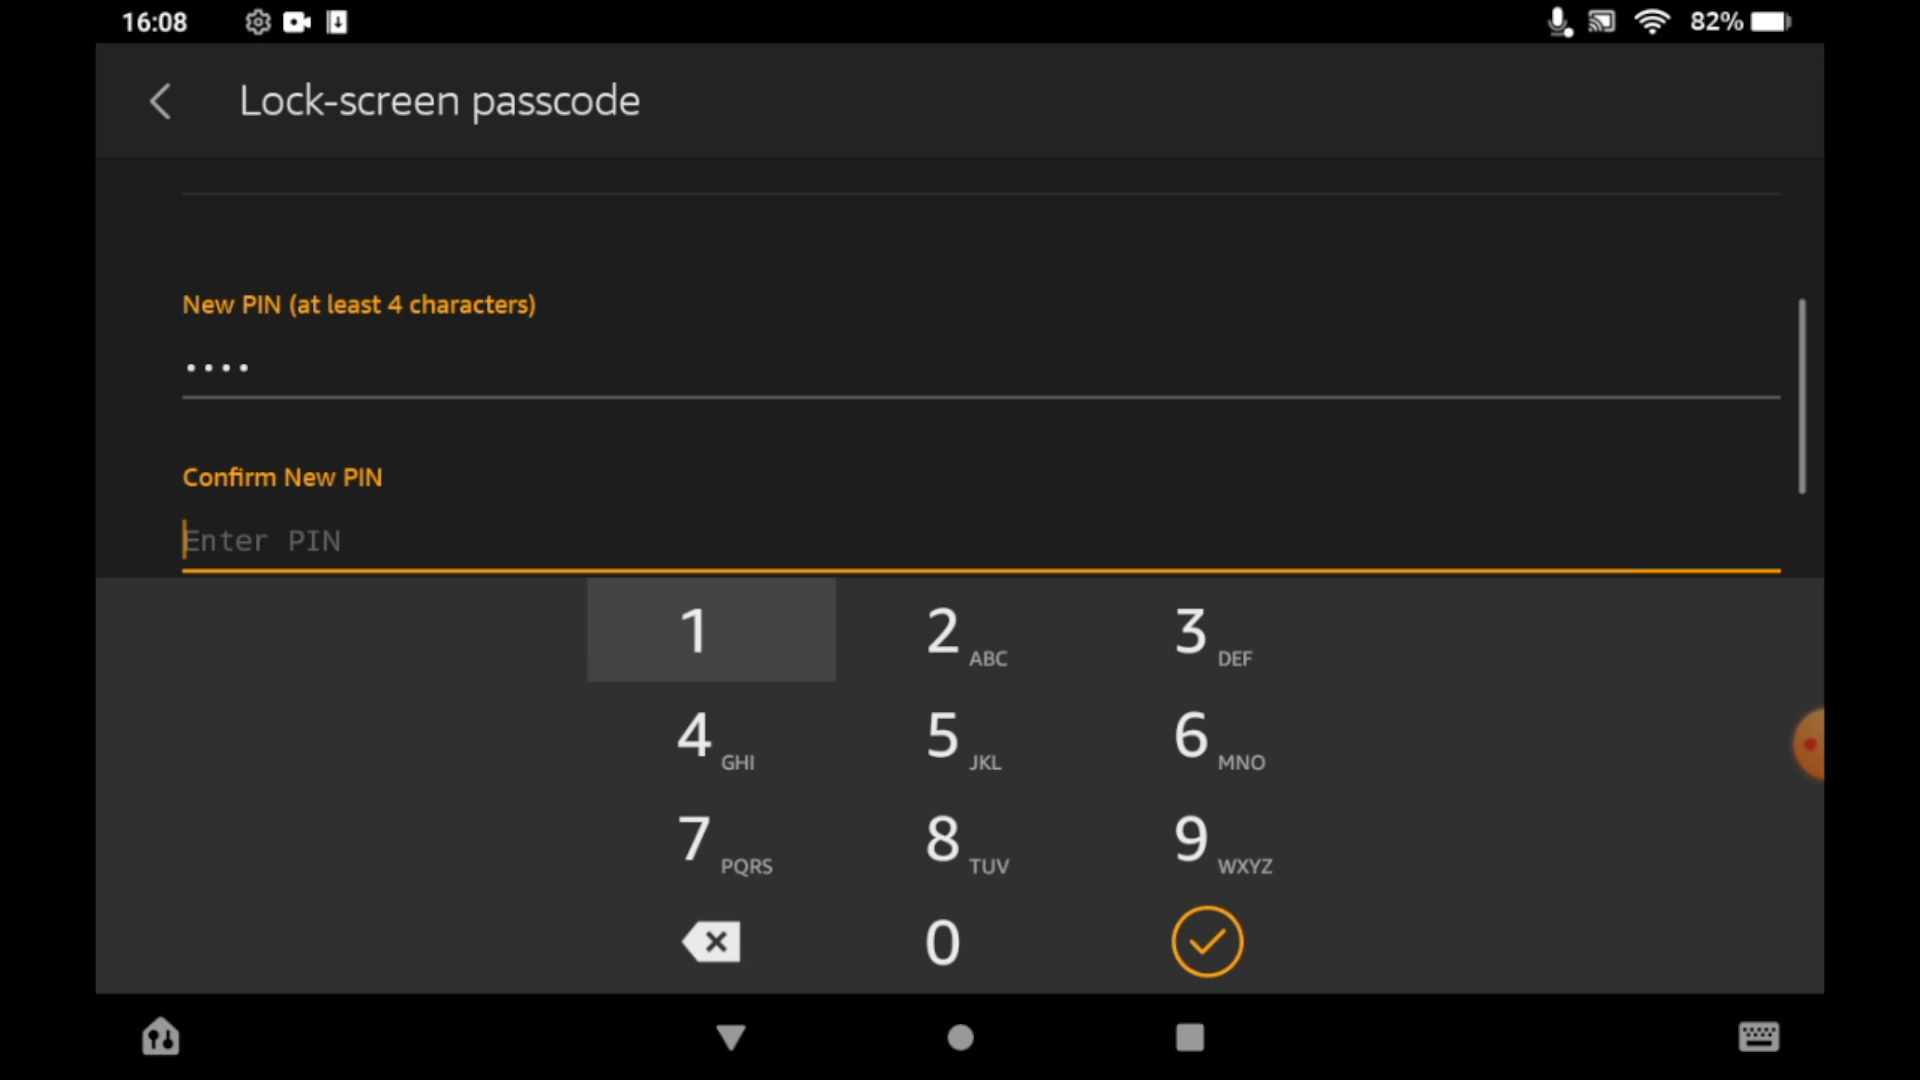 16:08
82%
Lock-screen passcode
New PIN (at least 4 characters)
••••
Confirm New PIN
Enter PIN
1
2 ABC
3 DEF
4 GHI
5 JKL
6 MNO
7 PQRS
8 TUV
9 WXYZ
0